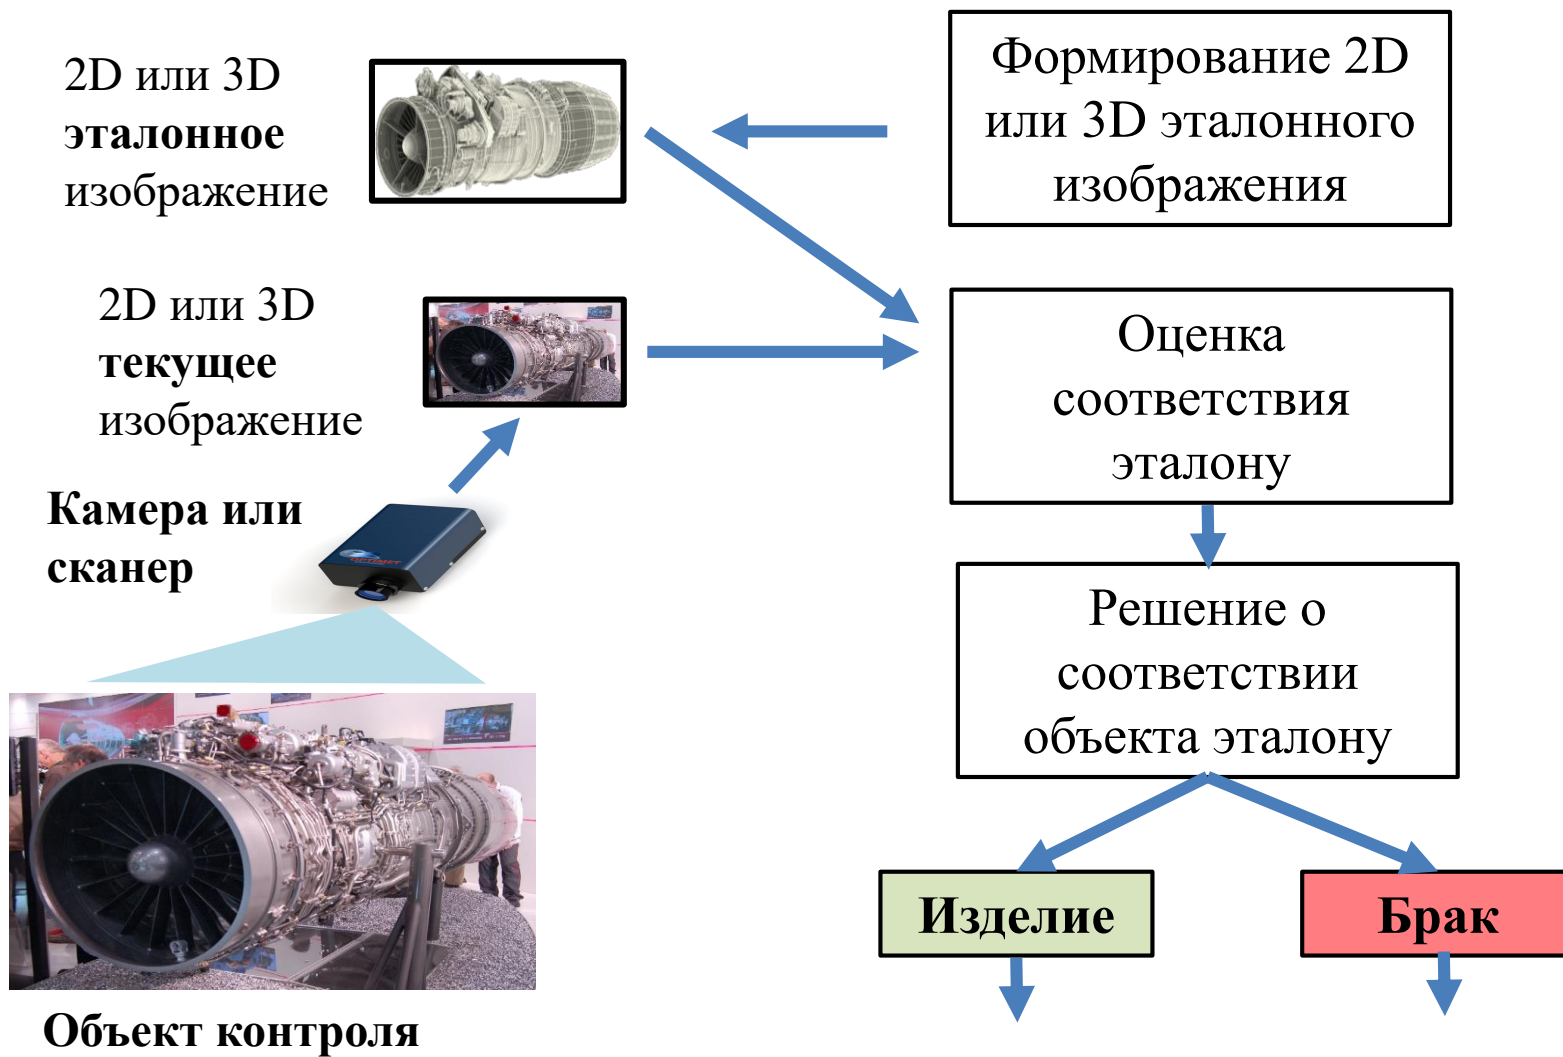 2D или 3D
эталонное
изображение
Формирование 2D
или 3D эталонного
изображения
2D или 3D
текущее
изображение
Оценка
соответствия
эталону
Камера или
сканер
Решение о
соответствии
объекта эталону
Изделие
Брак
Объект контроля